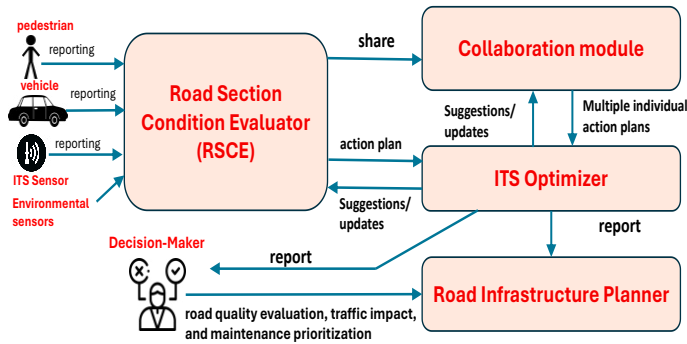 pedestrian
reporting
vehicle
reporting
reporting
ITS Sensor
Environmental
sensors
Road Section
Condition Evaluator
(RSCE)
share
Collaboration module
Suggestions/
updates
Multiple individual
action plans
action plan
ITS Optimizer
Suggestions/
updates
report
Decision-Maker
report
road quality evaluation, traffic impact,
and maintenance prioritization
Road Infrastructure Planner